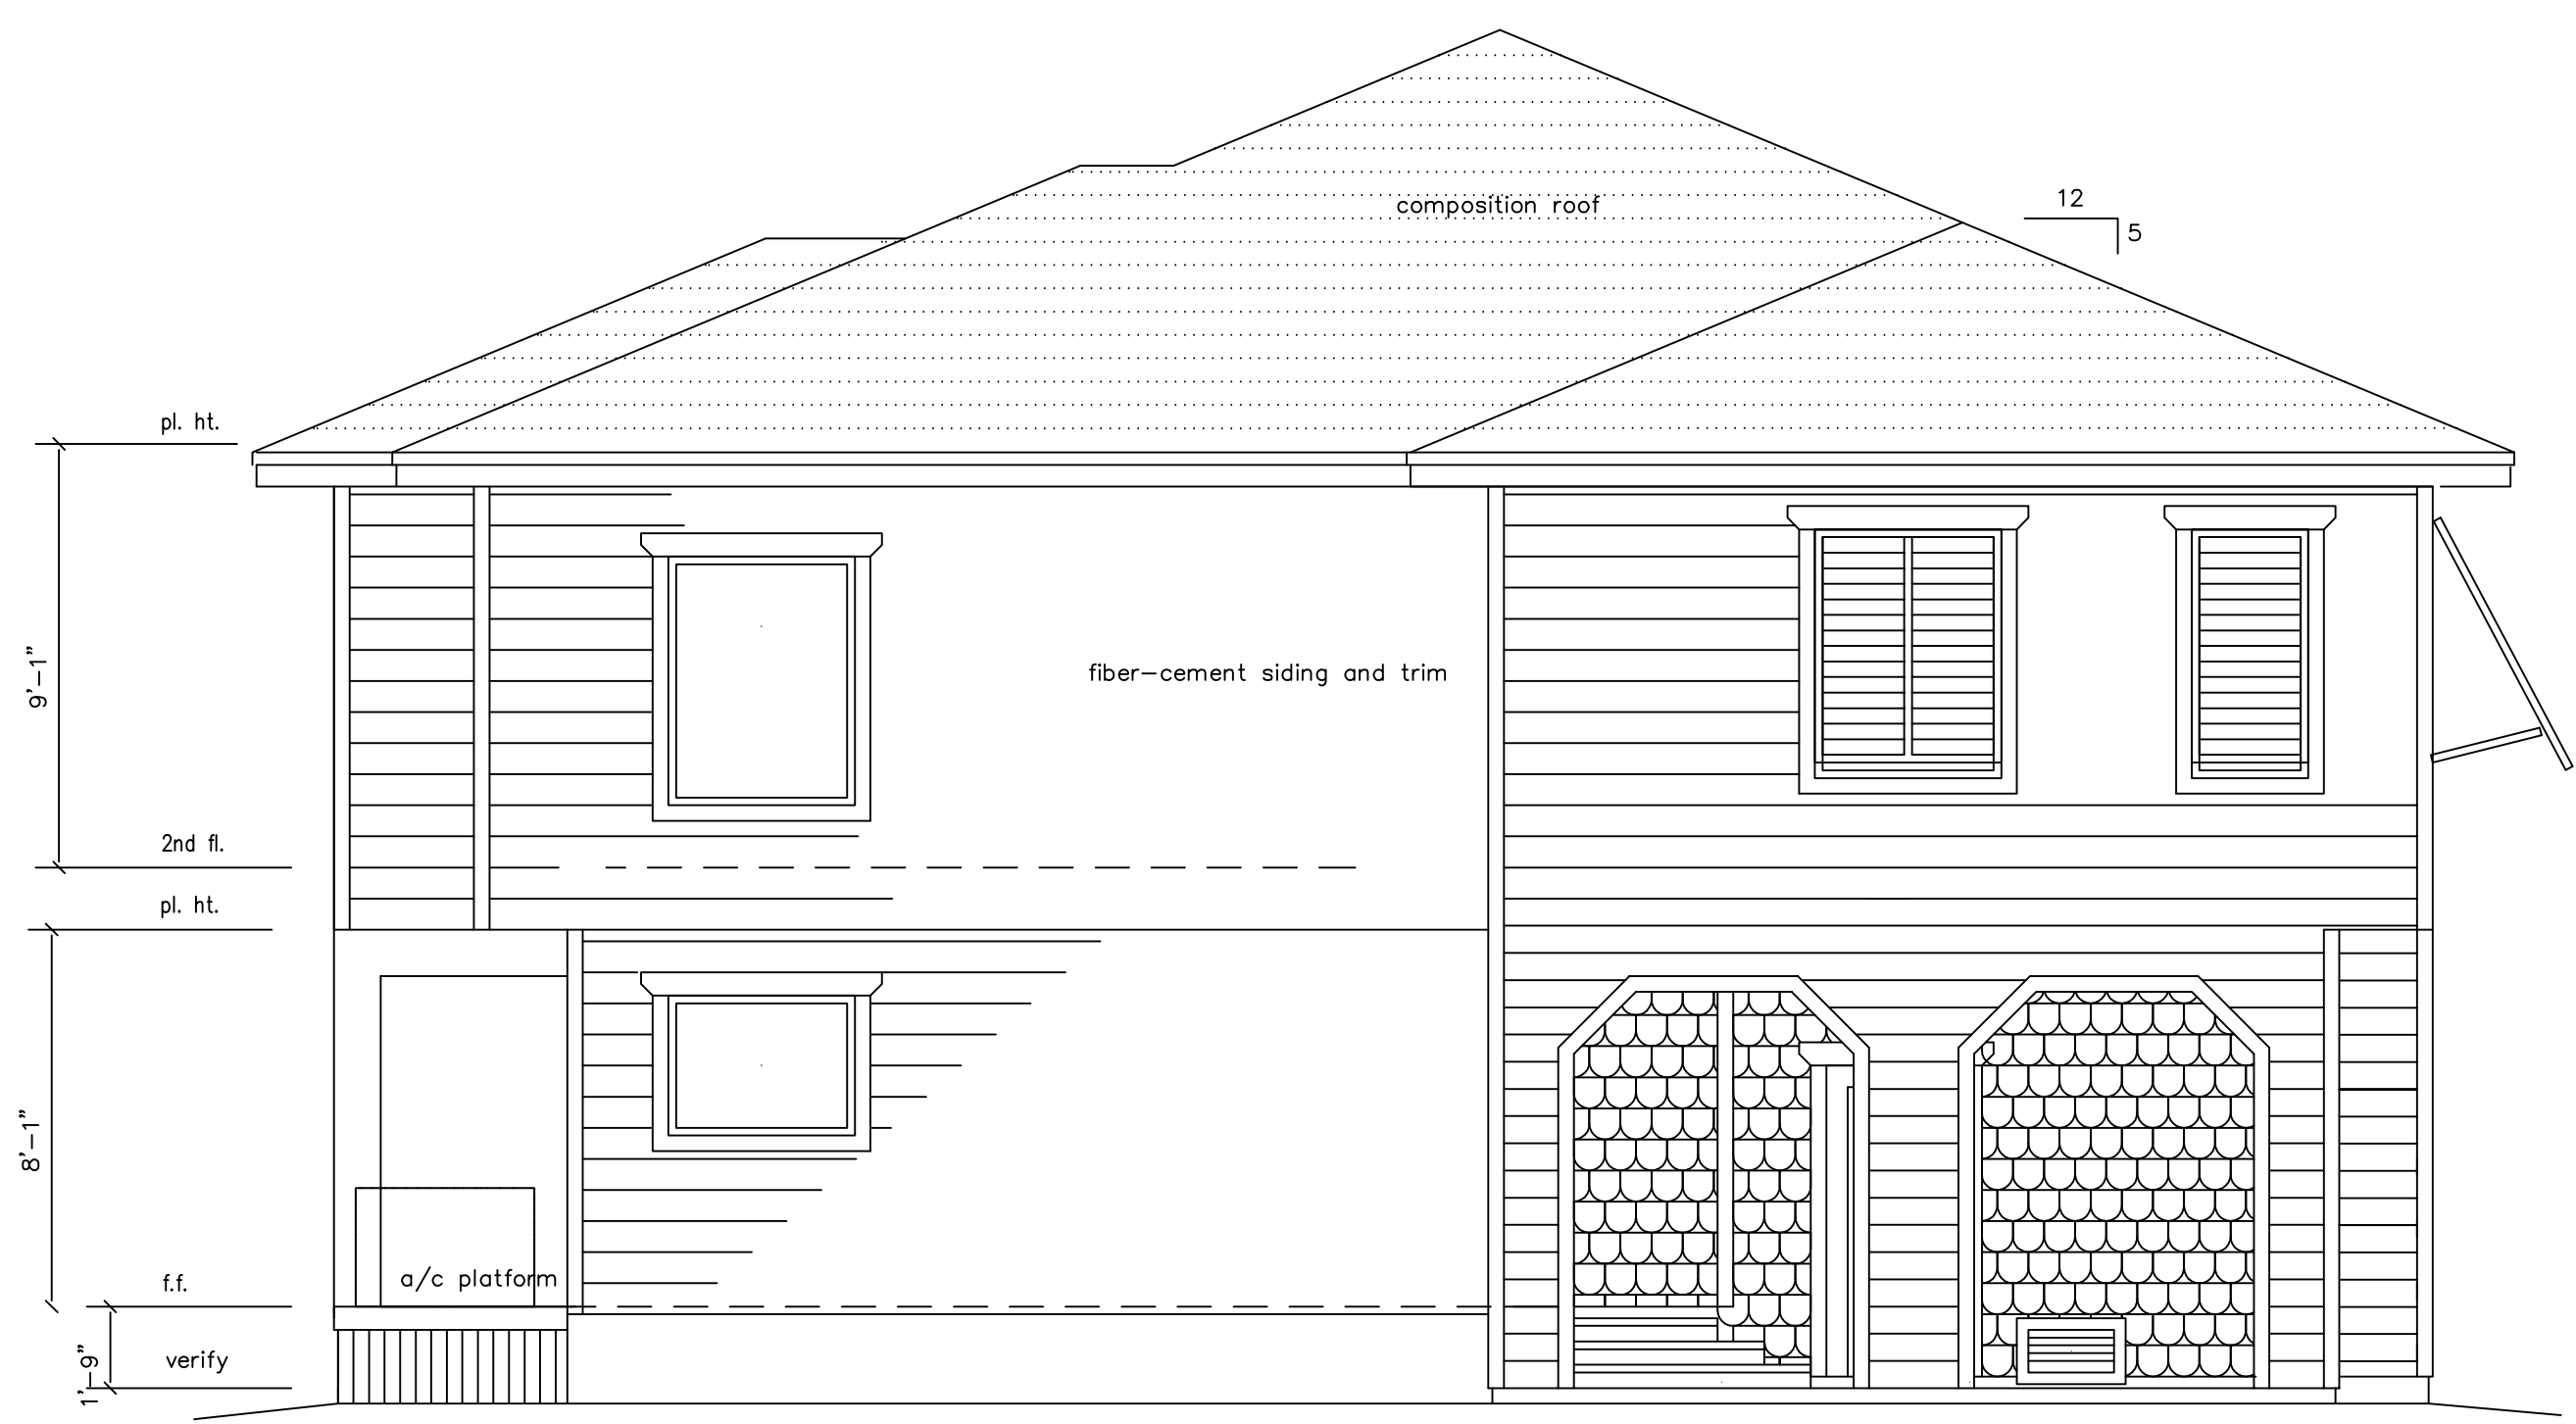 12
composition roof
5
pl. ht.
9'-1"
fiber-cement siding and trim
2nd fl.
pl. ht.
8'-1"
f.f.
a/c platform
1'-9"
verify